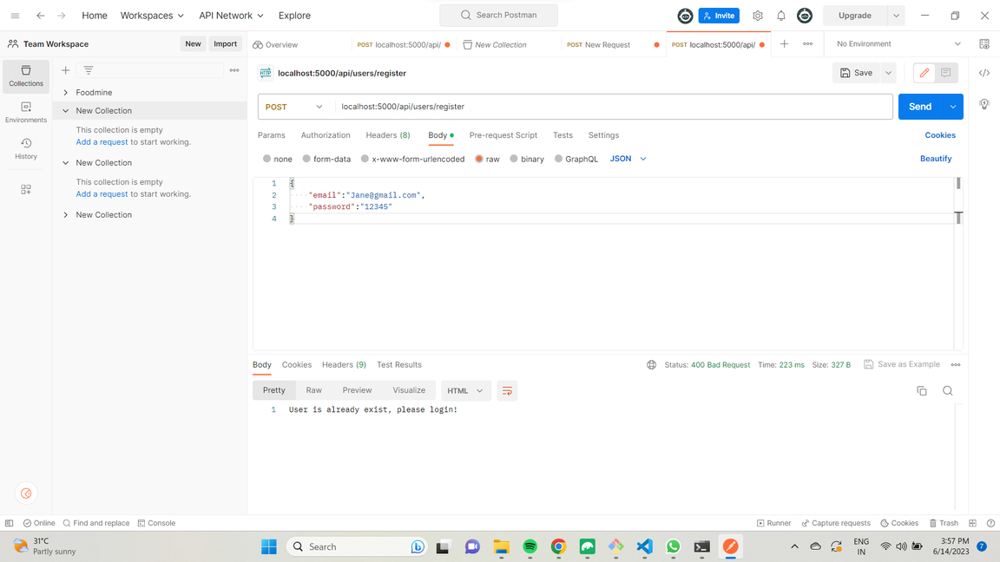 Home Workspaces API Network Explore Search Postman Invite Upgrade
Team Workspace New Import Overview POST localhost:5000/api/ New Collection POST New Request POST localhost:5000/api/ No Environment
Collections
Environments
History
Foodmine
New Collection
This collection is empty
Add a request to start working.
New Collection
This collection is empty
Add a request to start working.
New Collection
HTTP localhost:5000/api/users/register Save
POST localhost:5000/api/users/register Send
Params Authorization Headers (8) Body Pre-request Script Tests Settings Cookies
none form-data x-www-form-urlencoded raw binary GraphQL JSON Beautify
1 {
2 "email":"Jane@gmail.com",
3 "password":"12345"
4 }
Body Cookies Headers (9) Test Results Status: 400 Bad Request Time: 223 ms Size: 327 B Save as Example
Pretty Raw Preview Visualize HTML
1 User is already exist, please login!
Online Find and replace Console Runner Capture requests Cookies Trash
31°C
Partly sunny
Search
ENG
IN
3:57 PM
6/14/2023
7